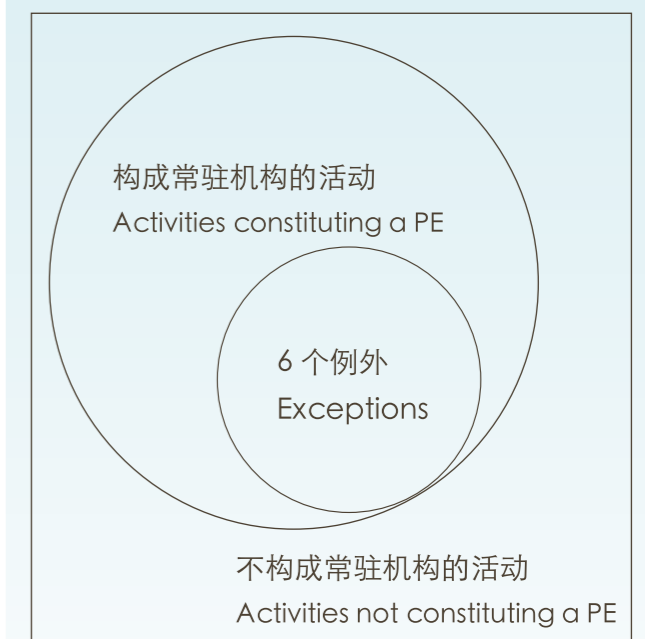 构成常驻机构的活动
Activities constituting a PE
6 个例外
Exceptions
不构成常驻机构的活动
Activities not constituting a PE